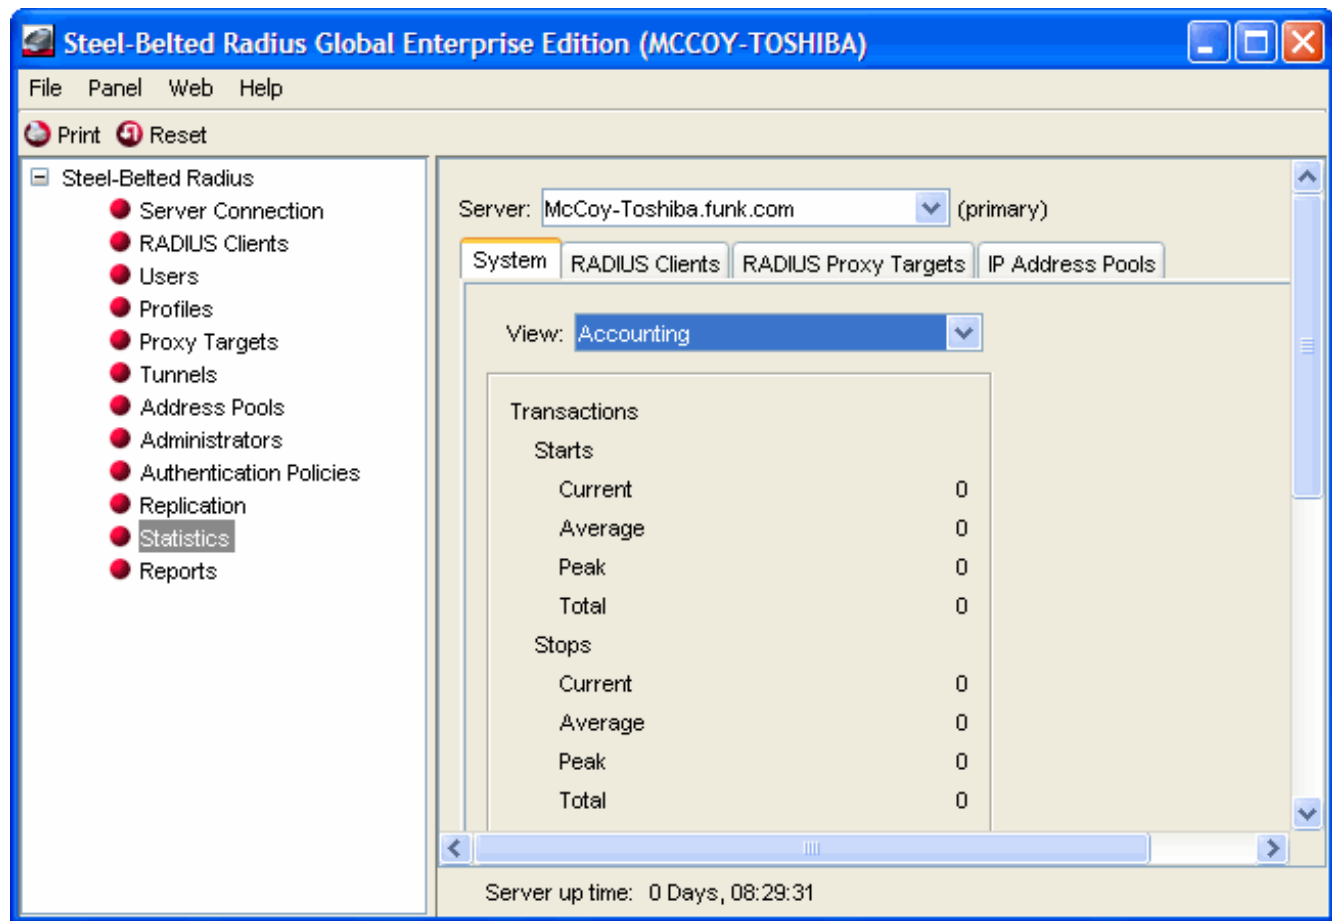 Steel-Belted Radius Global Enterprise Edition (MCCOY-TOSHIBA)
File Panel Web Help
Print Reset
Steel-Belted Radius
Server Connection
RADIUS Clients
Users
Profiles
Proxy Targets
Tunnels
Address Pools
Administrators
Authentication Policies
Replication
Statistics
Reports
Server: McCoy-Toshiba.funk.com (primary)
System RADIUS Clients RADIUS Proxy Targets IP Address Pools
View: Accounting
Transactions
Starts
Current 0
Average 0
Peak 0
Total 0
Stops
Current 0
Average 0
Peak 0
Total 0
Server up time: 0 Days, 08:29:31